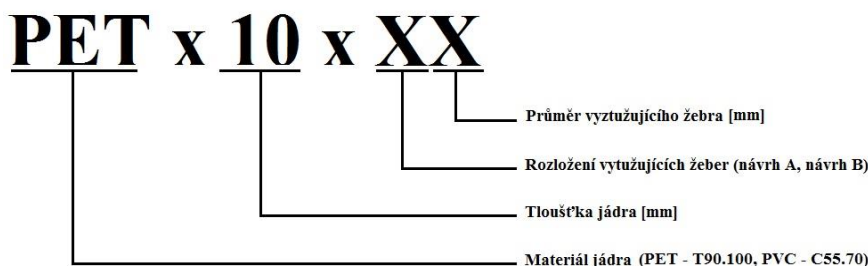 PET x 10 x XX
Průměr vyztužujícího žebra [mm]
Rozložení vytužujících žeber (návrh A, návrh B)
Tloušťka jádra [mm]
Materiál jádra (PET - T90.100, PVC - C55.70)